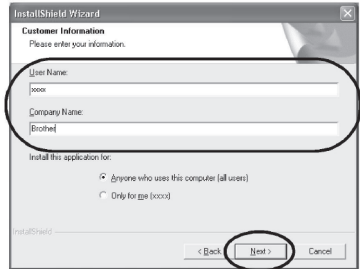 InstallShield Wizard
Customer Information
Please enter your information.
User Name:
xxxx
Company Name:
Brother
Install this application for:
Anyone who uses this computer (all users)
Only for me (xxxx)
InstallShield
< Back
Next >
Cancel